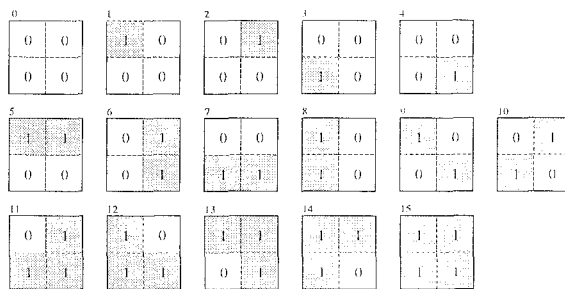 0 1 2 3 4
0 0 1 0 0 1 0 0 0 0
0 0 0 0 0 0 1 0 0 1
5 6 7 8 9 10
1 1 0 1 0 0 1 0 1 0 0 1
0 0 0 1 1 1 1 0 0 1 1 0
11 12 13 14 15
0 1 1 0 1 1 1 1 1 1
1 1 1 1 0 1 1 0 1 1